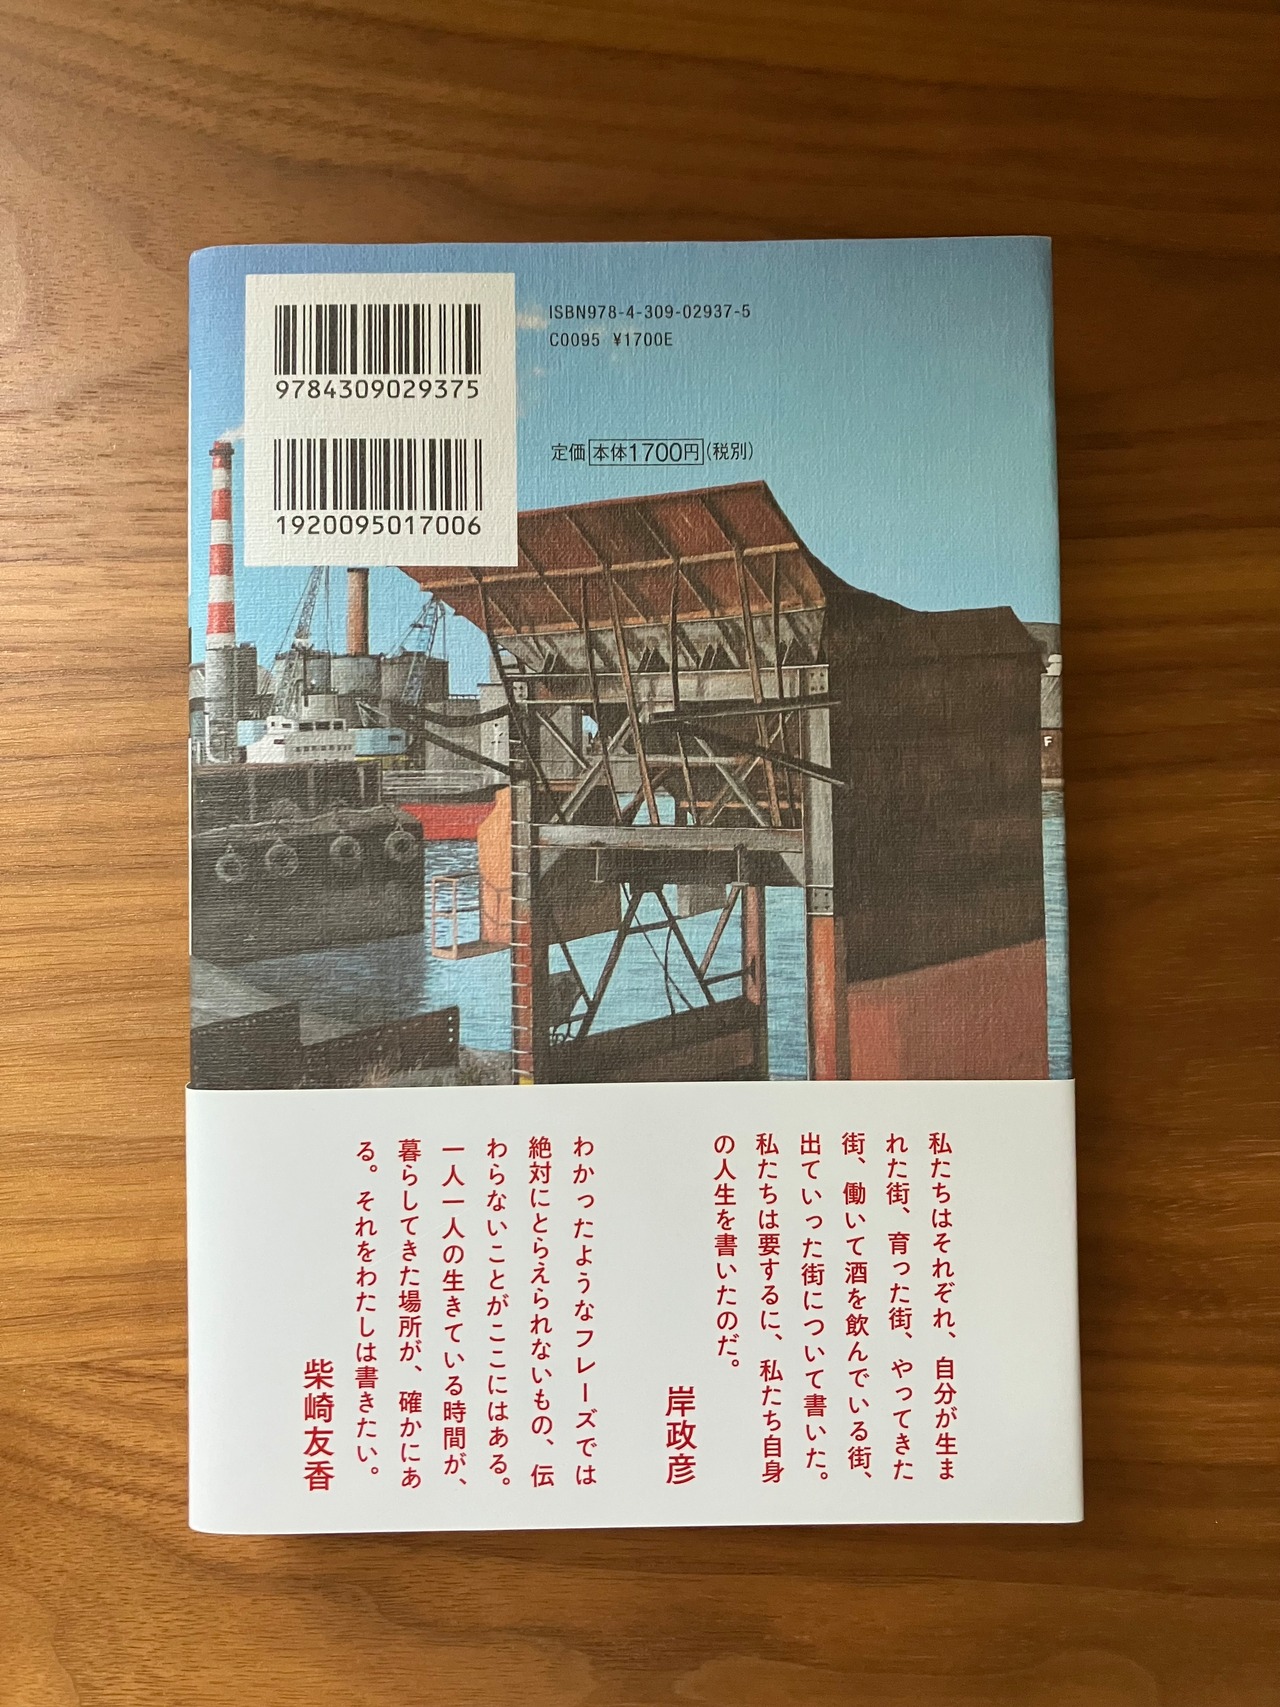 9784309029375
1920095017006
ISBN978-4-309-02937-5
C0095 ¥1700E
定価 本体1700円(税別)
F
私たちはそれぞれ、自分が生ま
れた街、育った街、やってきた
街、働いて酒を飲んでいる街、
出ていった街について書いた。
私たちは要するに、私たち自身
の人生を書いたのだ。
岸政彦
わかったようなフレーズでは
絶対にとらえられないもの、伝
わらないことがここにはある。
一人一人の生きている時間が、
暮らしてきた場所が、確かにあ
る。それをわたしは書きたい。
柴崎友香